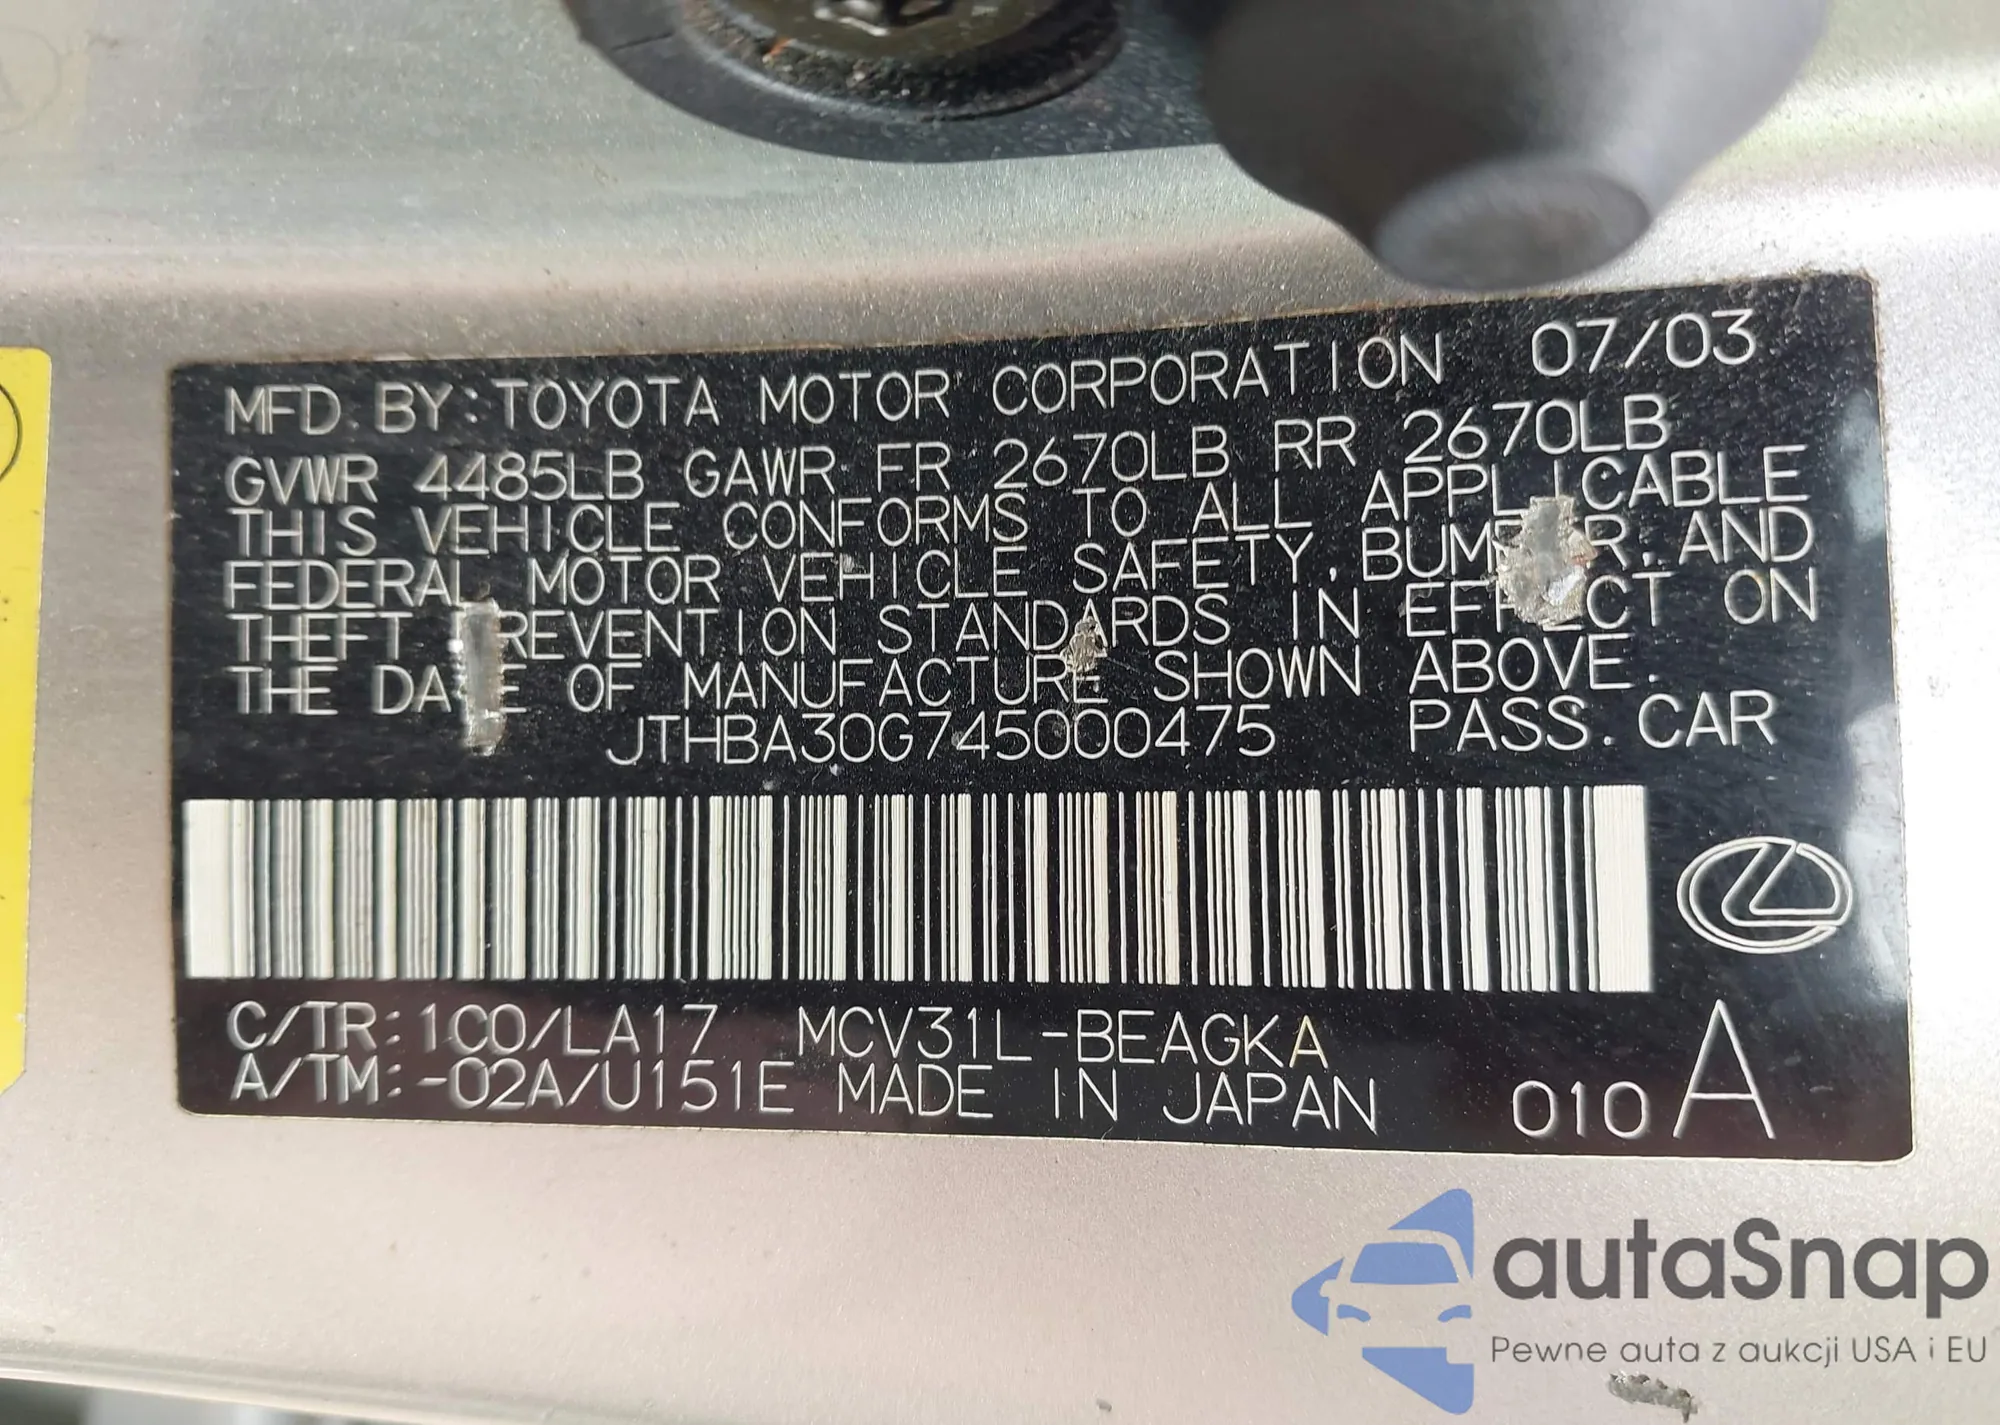 MFD. BY: TOYOTA MOTOR CORPORATION 07/03
GVWR 4485LB GAWR FR 2670LB RR 2670LB
THIS VEHICLE CONFORMS TO ALL APPLICABLE
FEDERAL MOTOR VEHICLE SAFETY, BUMPER, AND
THEFT PREVENTION STANDARDS IN EFFECT ON
THE DATE OF MANUFACTURE SHOWN ABOVE.
JTHBA30G745000475 PASS. CAR
C/TR: 1C0/LA17 MCV31L-BEAGKA
A/TM: -02A/U151E MADE IN JAPAN 010 A
autaSnap
Pewne auta z aukcji USA i EU